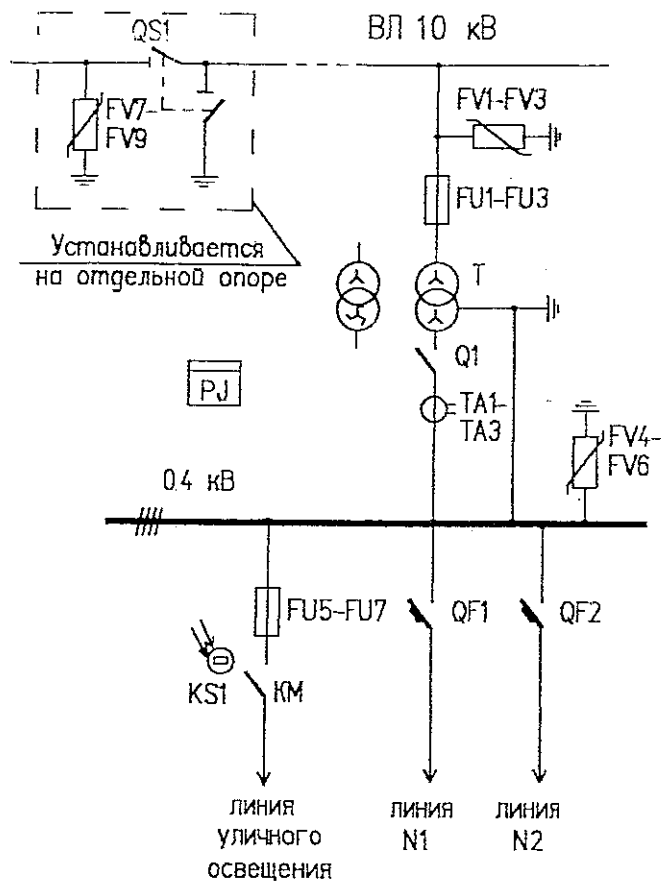 QS1
ВЛ 10 кВ
FV7-
FV9
FV1-FV3
FU1-FU3
Устанавливается
на отдельной опоре
T
Q1
PJ
TA1-
TA3
FV4-
FV6
0.4 кВ
FU5-FU7
QF1
QF2
KS1
KM
линия
уличного
освещения
линия
N1
линия
N2